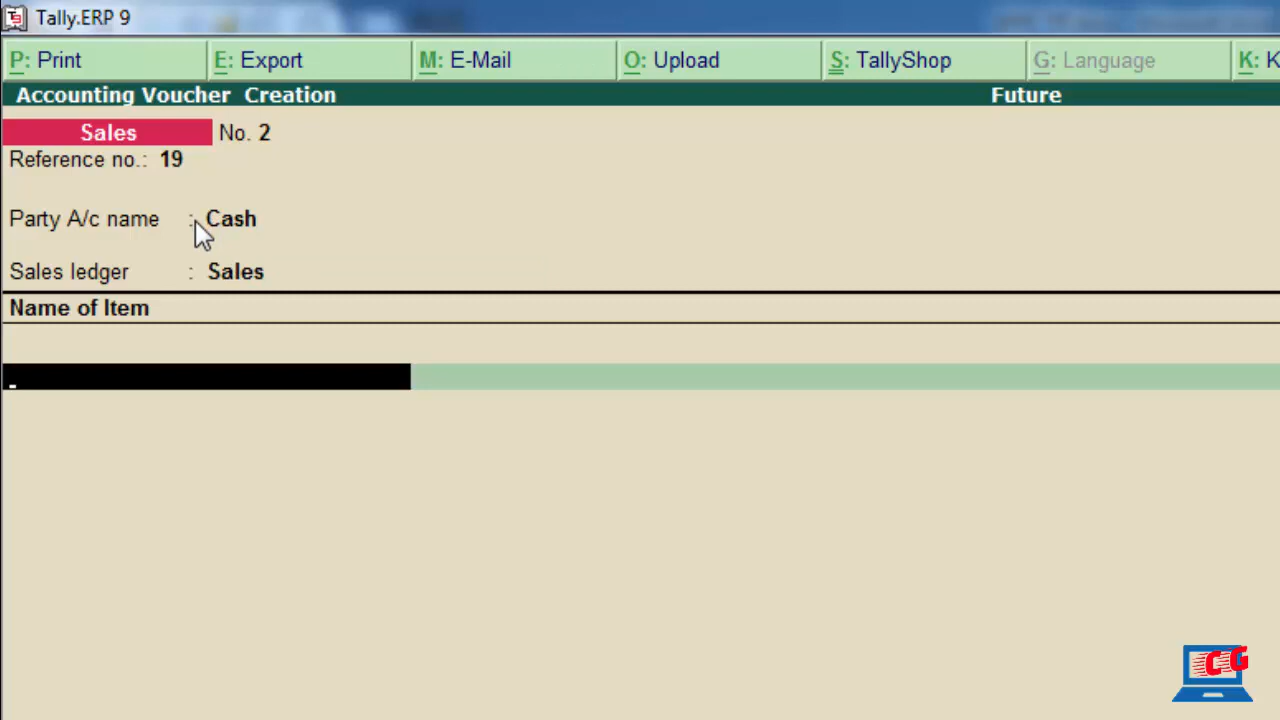 Tally.ERP 9
P: Print E: Export M: E-Mail O: Upload S: TallyShop G: Language K: K
Accounting Voucher Creation Future
Sales No. 2
Reference no.: 19
Party A/c name : Cash
Sales ledger : Sales
Name of Item
CG